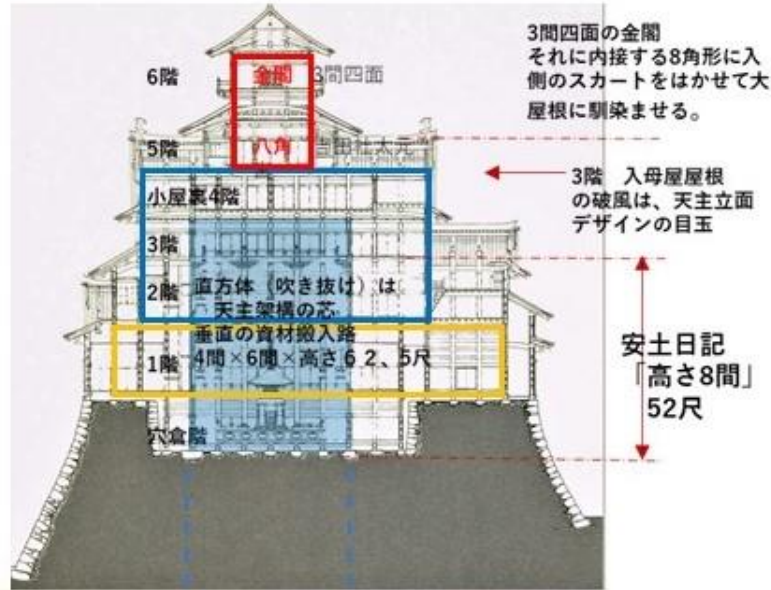 3間四面の金閣
それに内接する8角形に入
側のスカートをはかせて大
屋根に馴染ませる。
6階
金閣
3間四面
5階
八角
吉田社太元
3階 入母屋屋根
の破風は、天主立面
デザインの目玉
小屋裏4階
3階
2階
直方体（吹き抜け）は
天主架構の芯
垂直の資材搬入路
1階
4間×6間×高さ６２、5尺
安土日記
「高さ8間」
52尺
穴倉階